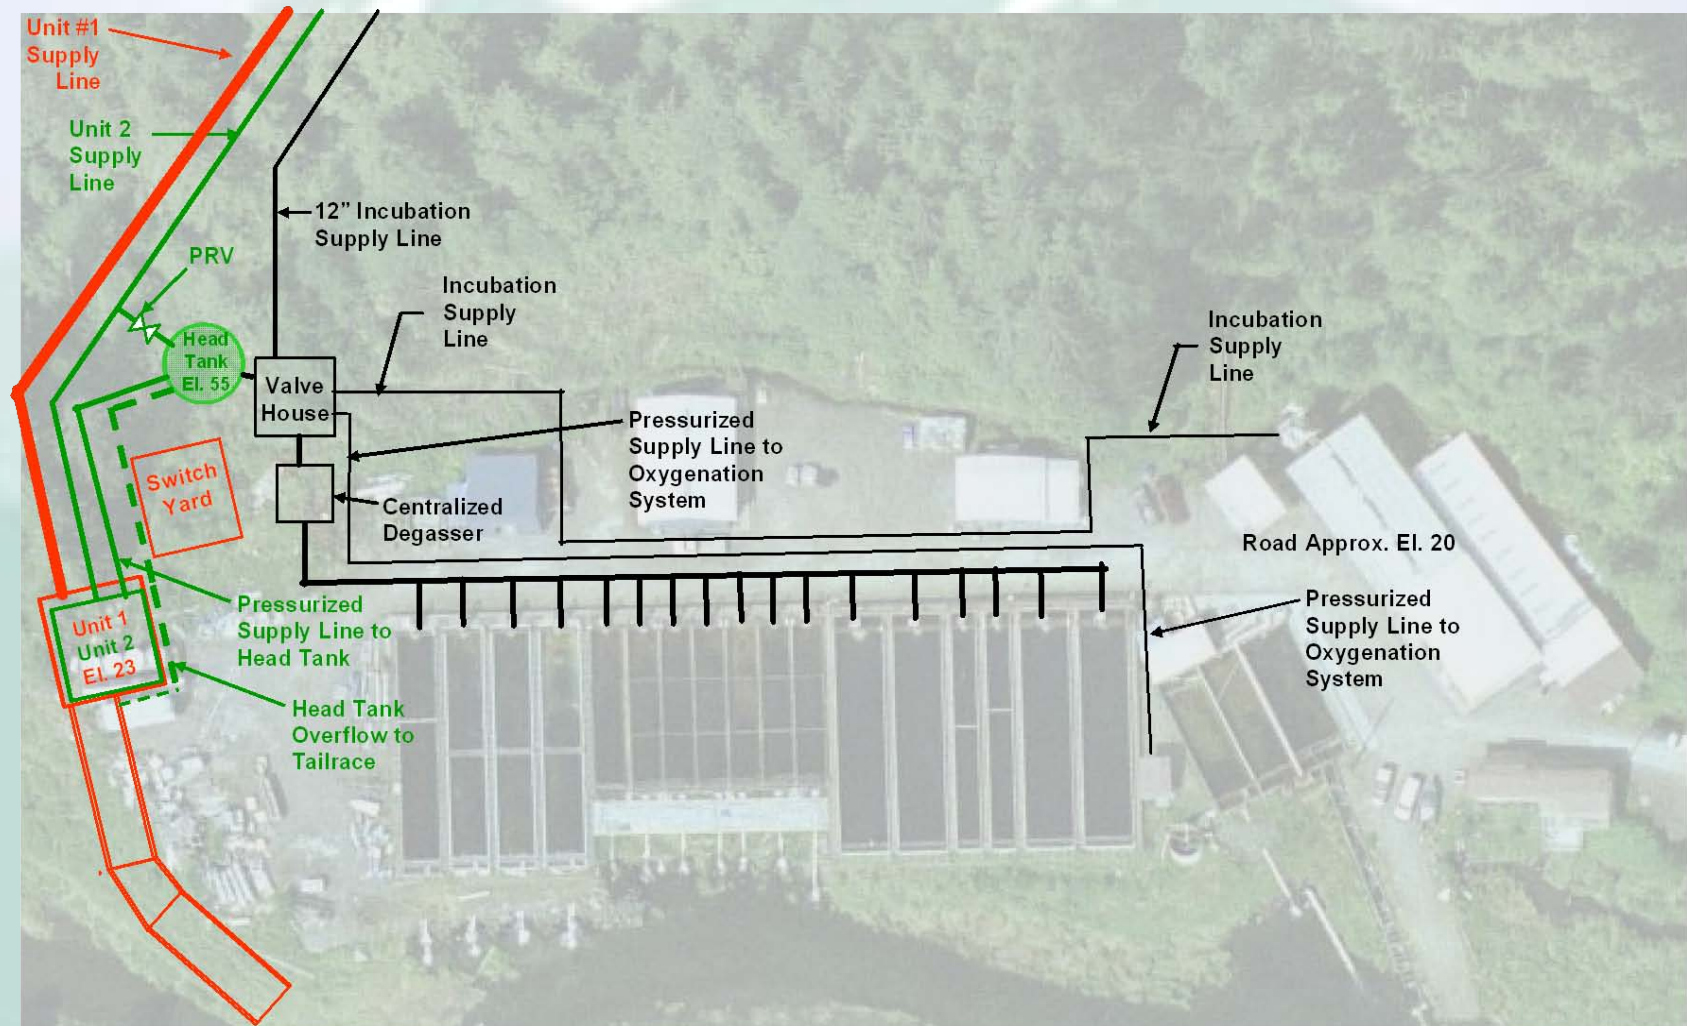 Unit #1
Supply
Line
Unit 2
Supply
Line
12” Incubation
Supply Line
PRV
Incubation
Supply
Line
Incubation
Supply
Line
Head
Tank
El. 55
Valve
House
Pressurized
Supply Line to
Oxygenation
System
Switch
Yard
Centralized
Degasser
Road Approx. El. 20
Pressurized
Supply Line to
Head Tank
Pressurized
Supply Line to
Oxygenation
System
Unit 1
Unit 2
El. 23
Head Tank
Overflow to
Tailrace